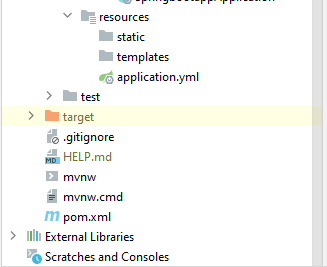 resources
static
templates
application.yml
test
target
.gitignore
MD HELP.md
mvnw
mvnw.cmd
m pom.xml
External Libraries
Scratches and Consoles